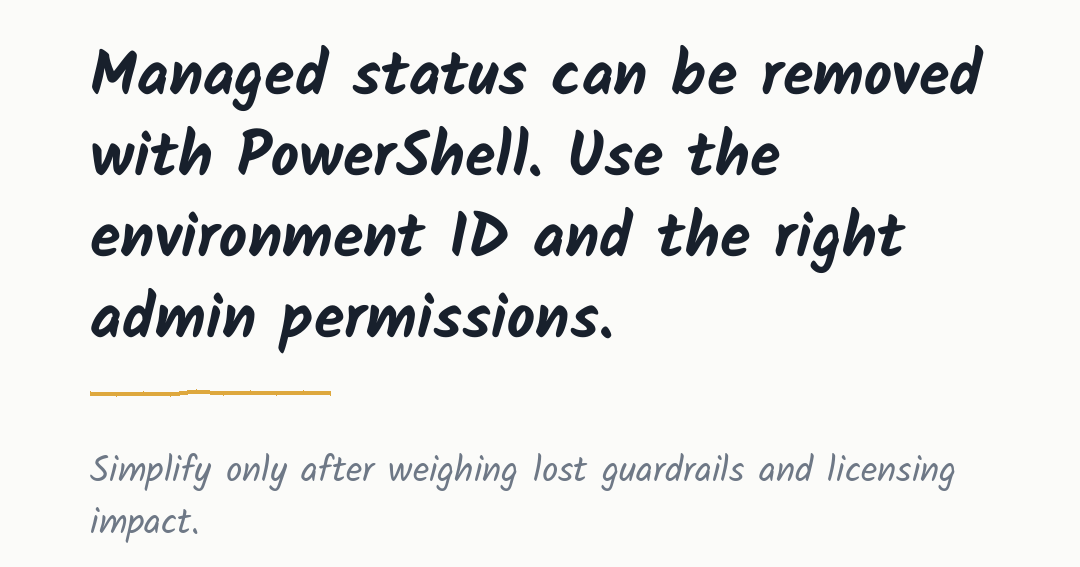 Managed status can be removed
with PowerShell. Use the
environment ID and the right
admin permissions.
Simplify only after weighing lost guardrails and licensing
impact.